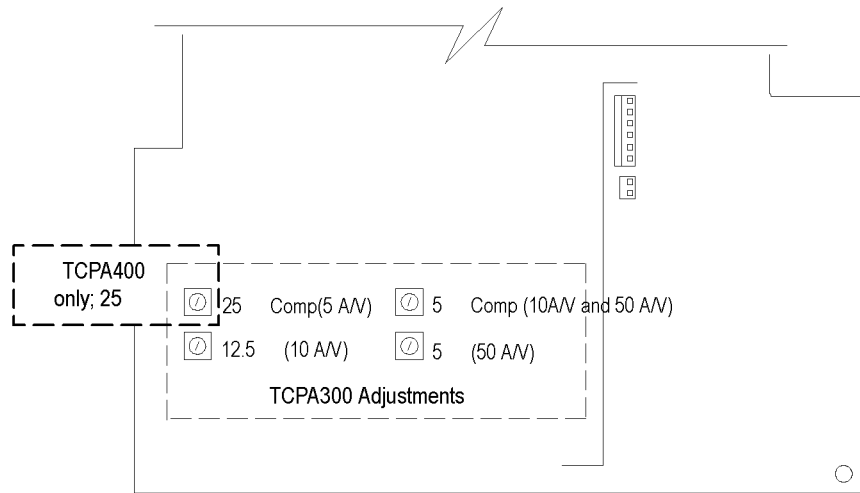 TCPA400
only; 25
25 Comp(5 A/V) 5 Comp (10A/V and 50 A/V)
12.5 (10 A/V) 5 (50 A/V)
TCPA300 Adjustments